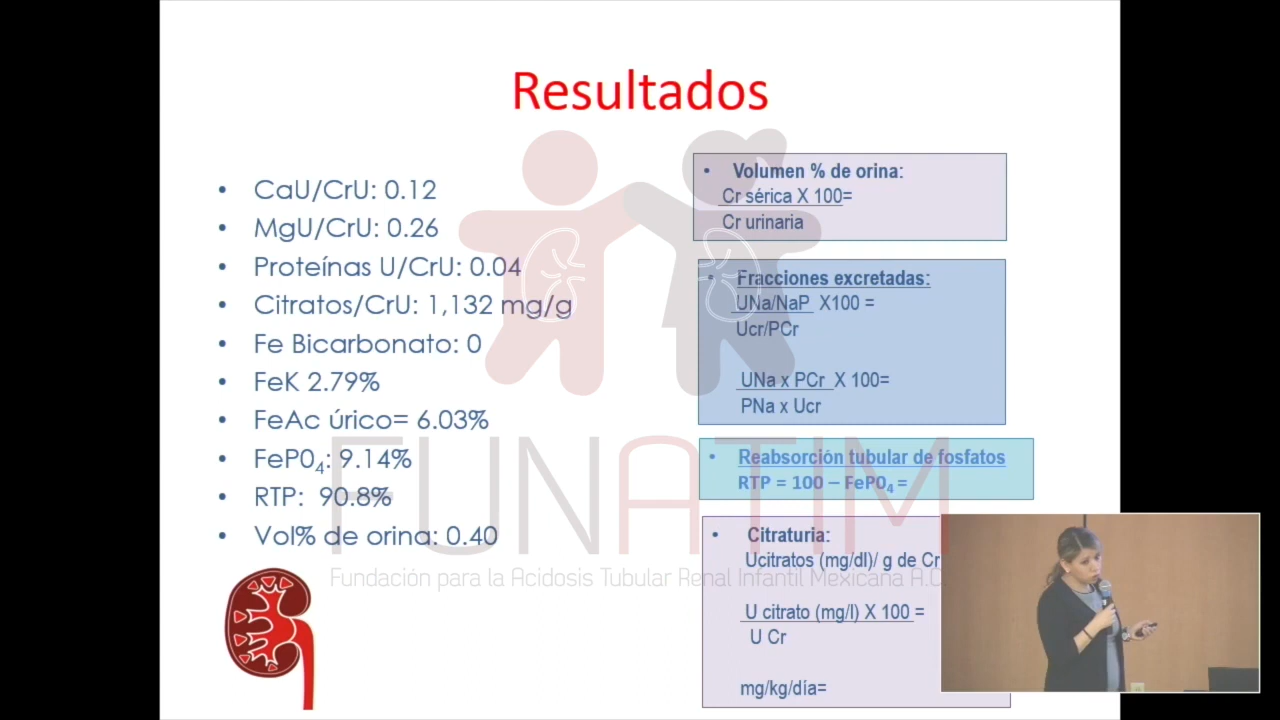 Resultados
• CaU/CrU: 0.12
• MgU/CrU: 0.26
• Proteínas U/CrU: 0.04
• Citratos/CrU: 1,132 mg/g
• Fe Bicarbonato: 0
• FeK 2.79%
• FeAc úrico= 6.03%
• FeP0₄: 9.14%
• RTP: 90.8%
• Vol% de orina: 0.40
• Volumen % de orina:
Cr sérica X 100=
Cr urinaria
• Fracciones excretadas:
UNa/NaP X100 =
Ucr/PCr
UNa x PCr X 100=
PNa x Ucr
• Reabsorción tubular de fosfatos
RTP = 100 – FeP0₄ =
• Citraturia:
Ucitratos (mg/dl)/ g de Cr
U citrato (mg/l) X 100 =
U Cr
mg/kg/día=
FUNATIM
Fundación para la Acidosis Tubular Renal Infantil Mexicana A.C.